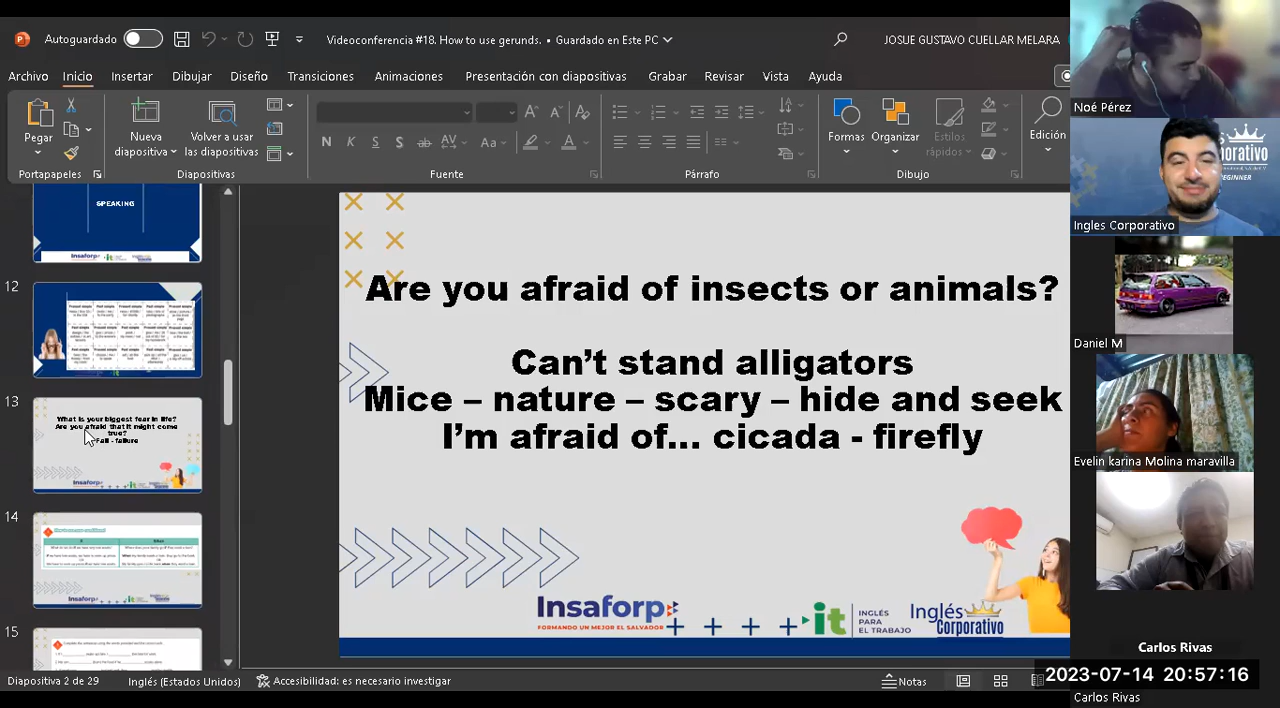 Autoguardado
Videoconferencia #18. How to use gerunds. • Guardado en Este PC
JOSUE GUSTAVO CUELLAR MELARA
Archivo Inicio Insertar Dibujar Diseño Transiciones Animaciones Presentación con diapositivas Grabar Revisar Vista Ayuda
Pegar
Nueva diapositiva
Volver a usar las diapositivas
N K S S ab AV Aa A
Formas Organizar Estilos rápidos Edición
Portapapeles Diapositivas Fuente Párrafo Dibujo
SPEAKING
12
13
What is your biggest fear in life?
Are you afraid that it might come
true?
Fail - failure
14
15
Are you afraid of insects or animals?
Can’t stand alligators
Mice – nature – scary – hide and seek
I’m afraid of... cicada - firefly
Insaforp
FORMANDO UN MEJOR EL SALVADOR
it
INGLÉS
PARA
EL TRABAJO
Inglés
Corporativo
Diapositiva 2 de 29
Inglés (Estados Unidos)
Accesibilidad: es necesario investigar
Notas
Noé Pérez
Ingles Corporativo
Daniel M
Evelin karina Molina maravilla
Carlos Rivas
2023-07-14 20:57:16
Carlos Rivas